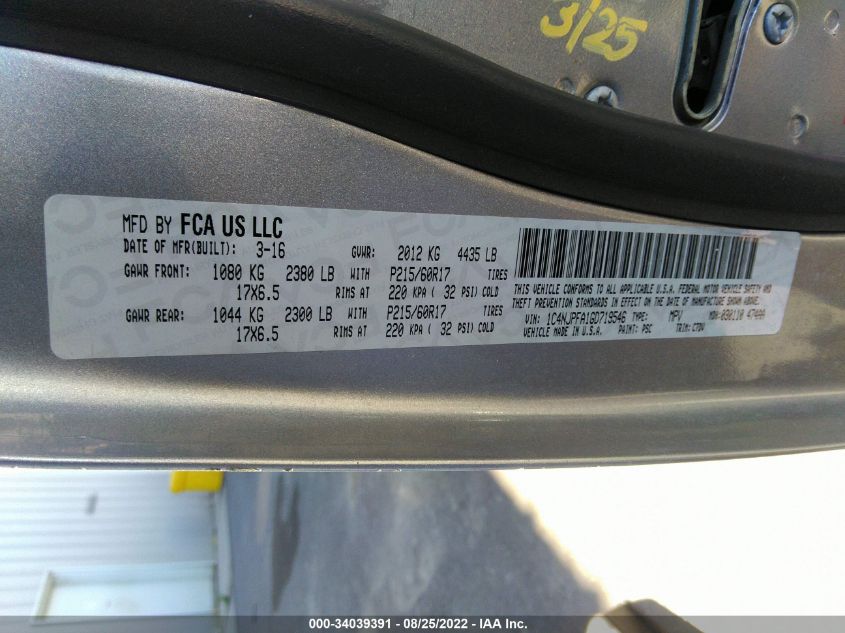 3/25
MFD BY FCA US LLC
DATE OF MFR(BUILT): 3-16 GVWR: 2012 KG 4435 LB
GAWR FRONT: 1080 KG 2380 LB WITH P215/60R17 TIRES
17X6.5 RIMS AT 220 KPA ( 32 PSI) COLD
GAWR REAR: 1044 KG 2300 LB WITH P215/60R17 TIRES
17X6.5 RIMS AT 220 KPA ( 32 PSI) COLD
THIS VEHICLE CONFORMS TO ALL APPLICABLE U.S.A. FEDERAL MOTOR VEHICLE SAFETY AND
THEFT PREVENTION STANDARDS IN EFFECT ON THE DATE OF MANUFACTURE SHOWN ABOVE.
VIN: 1C4NJPFA1GD719546 TYPE: MPV MDH:030110
VEHICLE MADE IN U.S.A. PAINT: PSC TRIM: C7DV
000-34039391 - 08/25/2022 - IAA Inc.